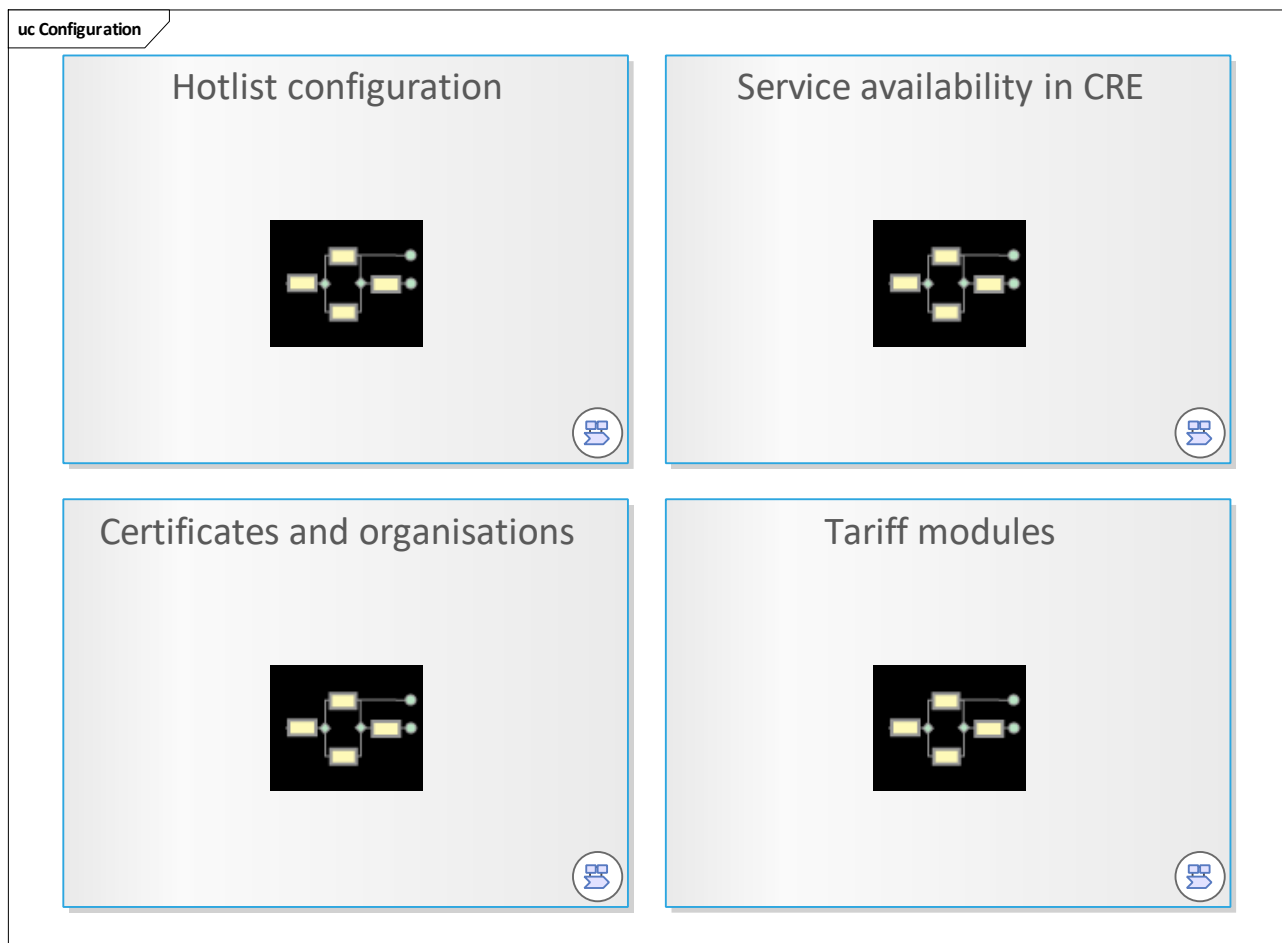 uc Configuration
Hotlist configuration
Service availability in CRE
Certificates and organisations
Tariff modules